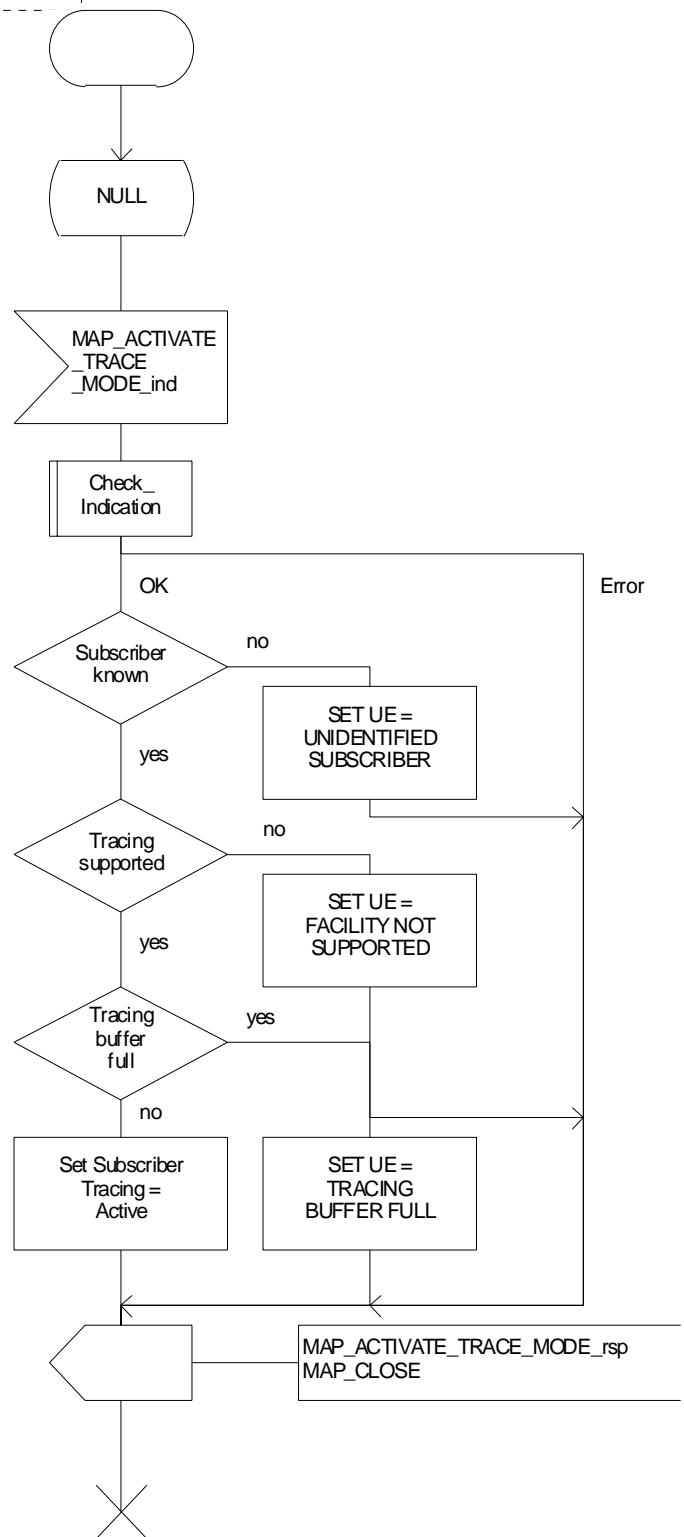 NULL
MAP_ACTIVATE
_TRACE
_MODE_ind
Check_
Indication
OK
Error
Subscriber
known
no
SET UE =
UNIDENTIFIED
SUBSCRIBER
yes
Tracing
supported
no
SET UE =
FACILITY NOT
SUPPORTED
yes
Tracing
buffer
full
yes
no
Set Subscriber
Tracing =
Active
SET UE =
TRACING
BUFFER FULL
MAP_ACTIVATE_TRACE_MODE_rsp
MAP_CLOSE